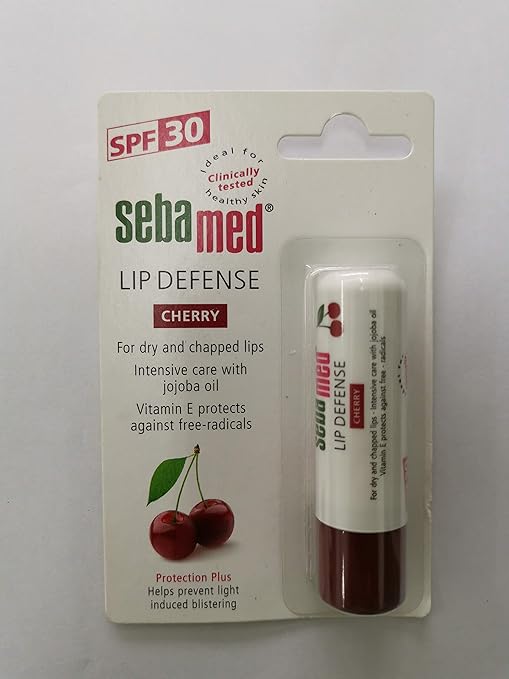 SPF 30
Ideal for
Clinically
tested
healthy skin
sebamed®
LIP DEFENSE
CHERRY
For dry and chapped lips
Intensive care with
jojoba oil
Vitamin E protects
against free-radicals
Protection Plus
Helps prevent light
induced blistering
sebamed
LIP DEFENSE
CHERRY
For dry and chapped lips - Intensive care with jojoba oil
Vitamin E protects against free - radicals